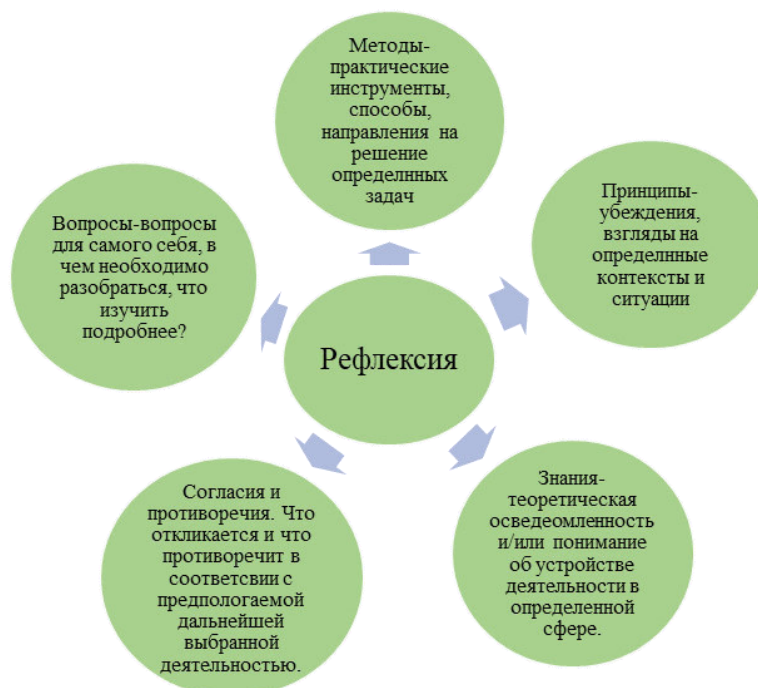 Методы-
практические
инструменты,
способы,
направления на
решение
определнных
задач
Принципы-
убеждения,
взгляды на
определнные
контексты и
ситуации
Знания-
теоретическая
осведеомленность
и/или понимание
об устройстве
деятельности в
определенной
сфере.
Согласия и
противоречия. Что
откликается и что
противоречит в
соответсвии с
предпологаемой
дальнейшей
выбранной
деятельностью.
Вопросы-вопросы
для самого себя, в
чем необходимо
разобраться, что
изучить
подробнее?
Рефлексия